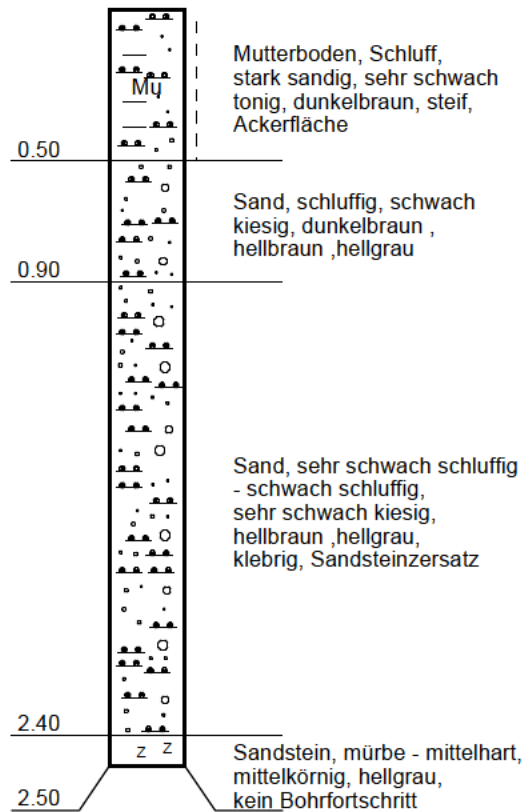 Mu
Mutterboden, Schluff,
stark sandig, sehr schwach
tonig, dunkelbraun, steif,
Ackerfläche
0.50
Sand, schluffig, schwach
kiesig, dunkelbraun ,
hellbraun ,hellgrau
0.90
Sand, sehr schwach schluffig
- schwach schluffig,
sehr schwach kiesig,
hellbraun ,hellgrau,
klebrig, Sandsteinzersatz
2.40
z z
Sandstein, mürbe - mittelhart,
mittelkörnig, hellgrau,
kein Bohrfortschritt
2.50